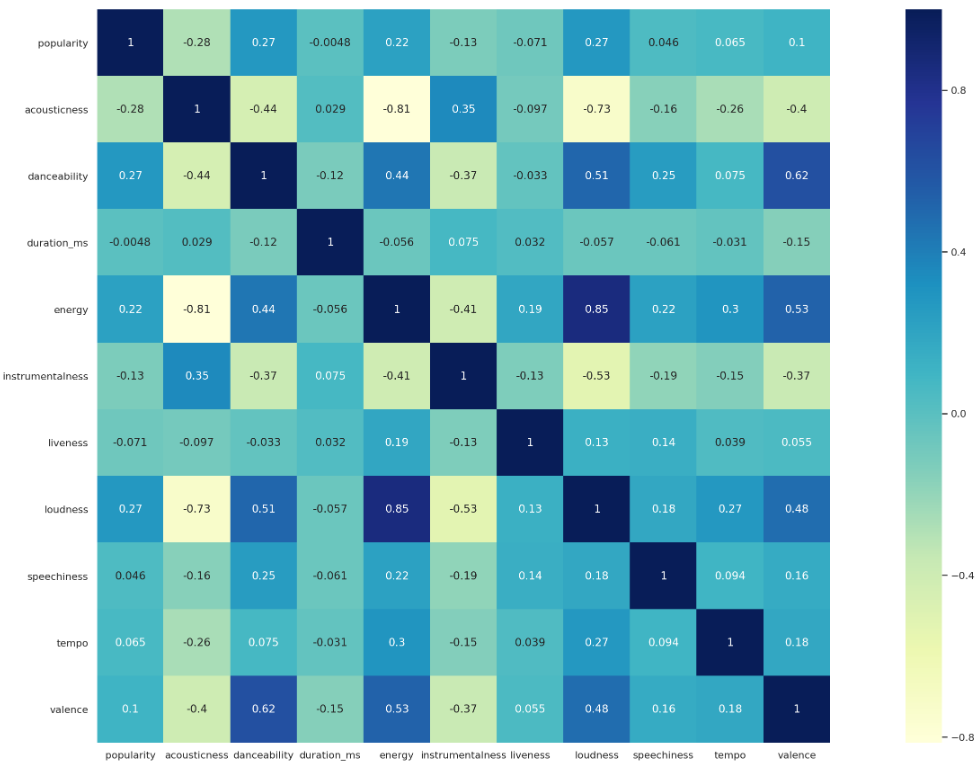 popularity 1 -0.28 0.27 -0.0048 0.22 -0.13 -0.071 0.27 0.046 0.065 0.1
acousticness -0.28 1 -0.44 0.029 -0.81 0.35 -0.097 -0.73 -0.16 -0.26 -0.4
danceability 0.27 -0.44 1 -0.12 0.44 -0.37 -0.033 0.51 0.25 0.075 0.62
duration_ms -0.0048 0.029 -0.12 1 -0.056 0.075 0.032 -0.057 -0.061 -0.031 -0.15
energy 0.22 -0.81 0.44 -0.056 1 -0.41 0.19 0.85 0.22 0.3 0.53
instrumentalness -0.13 0.35 -0.37 0.075 -0.41 1 -0.13 -0.53 -0.19 -0.15 -0.37
liveness -0.071 -0.097 -0.033 0.032 0.19 -0.13 1 0.13 0.14 0.039 0.055
loudness 0.27 -0.73 0.51 -0.057 0.85 -0.53 0.13 1 0.18 0.27 0.48
speechiness 0.046 -0.16 0.25 -0.061 0.22 -0.19 0.14 0.18 1 0.094 0.16
tempo 0.065 -0.26 0.075 -0.031 0.3 -0.15 0.039 0.27 0.094 1 0.18
valence 0.1 -0.4 0.62 -0.15 0.53 -0.37 0.055 0.48 0.16 0.18 1
popularity acousticness danceability duration_ms energy instrumentalness liveness loudness speechiness tempo valence
0.8
0.4
0.0
−0.4
−0.8